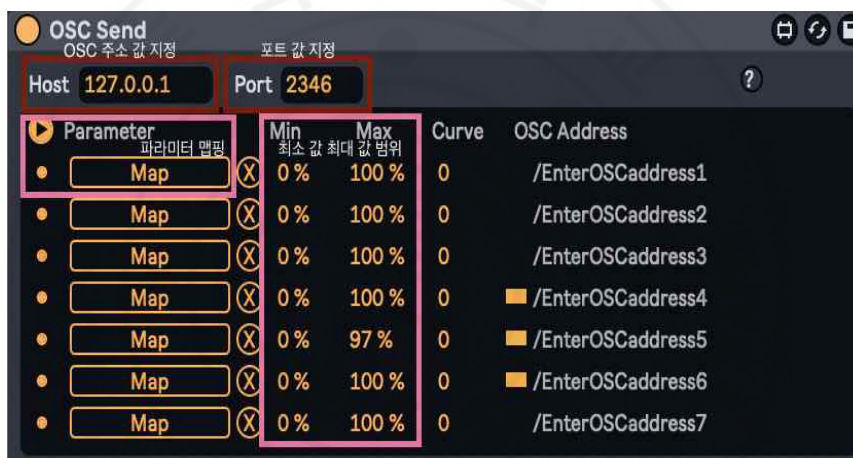 OSC Send
OSC 주소 값 지정 포트 값 지정
Host 127.0.0.1 Port 2346 ?
Parameter Min Max Curve OSC Address
파라미터 맵핑 최소 값 최대 값 범위
Map X 0 % 100 % 0 /EnterOSCaddress1
Map X 0 % 100 % 0 /EnterOSCaddress2
Map X 0 % 100 % 0 /EnterOSCaddress3
Map X 0 % 100 % 0 /EnterOSCaddress4
Map X 0 % 97 % 0 /EnterOSCaddress5
Map X 0 % 100 % 0 /EnterOSCaddress6
Map X 0 % 100 % 0 /EnterOSCaddress7